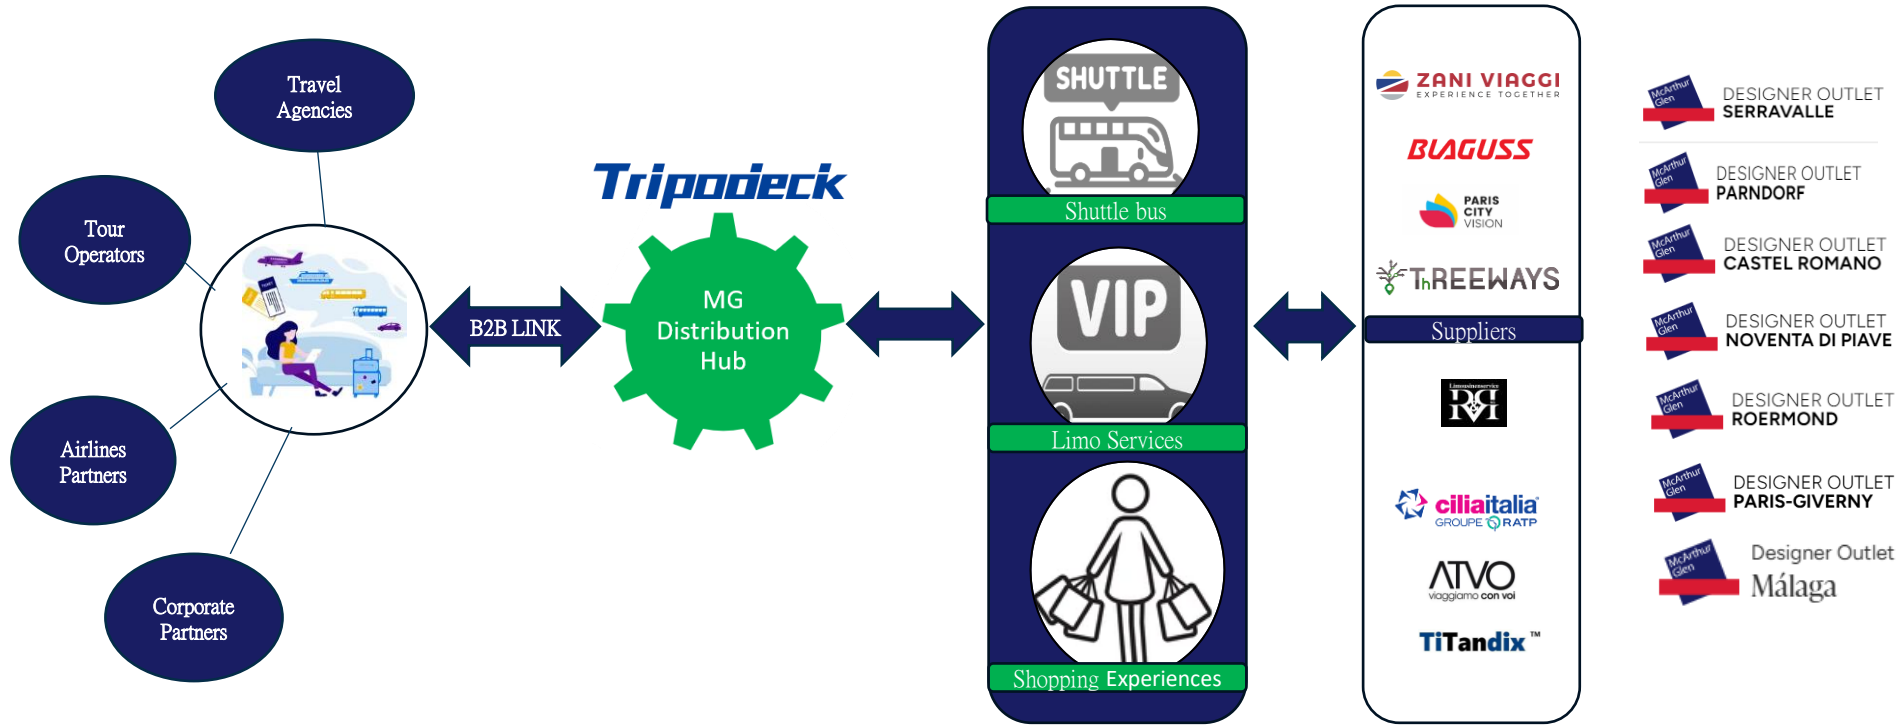 Travel
Agencies
Tour
Operators
Airlines
Partners
Corporate
Partners
B2B LINK
Tripodeck
MG
Distribution
Hub
SHUTTLE
Shuttle bus
VIP
Limo Services
Shopping Experiences
ZANI VIAGGI
EXPERIENCE TOGETHER
BLAGUSS
PARIS
CITY
VISION
ThREEWAYS
Suppliers
Limousinenservice
ciliaitalia
GROUPE RATP
ATVO
viaggiamo con voi
TiTandix™
McArthur
Glen
DESIGNER OUTLET
SERRAVALLE
McArthur
Glen
DESIGNER OUTLET
PARNDORF
McArthur
Glen
DESIGNER OUTLET
CASTEL ROMANO
McArthur
Glen
DESIGNER OUTLET
NOVENTA DI PIAVE
McArthur
Glen
DESIGNER OUTLET
ROERMOND
McArthur
Glen
DESIGNER OUTLET
PARIS-GIVERNY
McArthur
Glen
Designer Outlet
Málaga